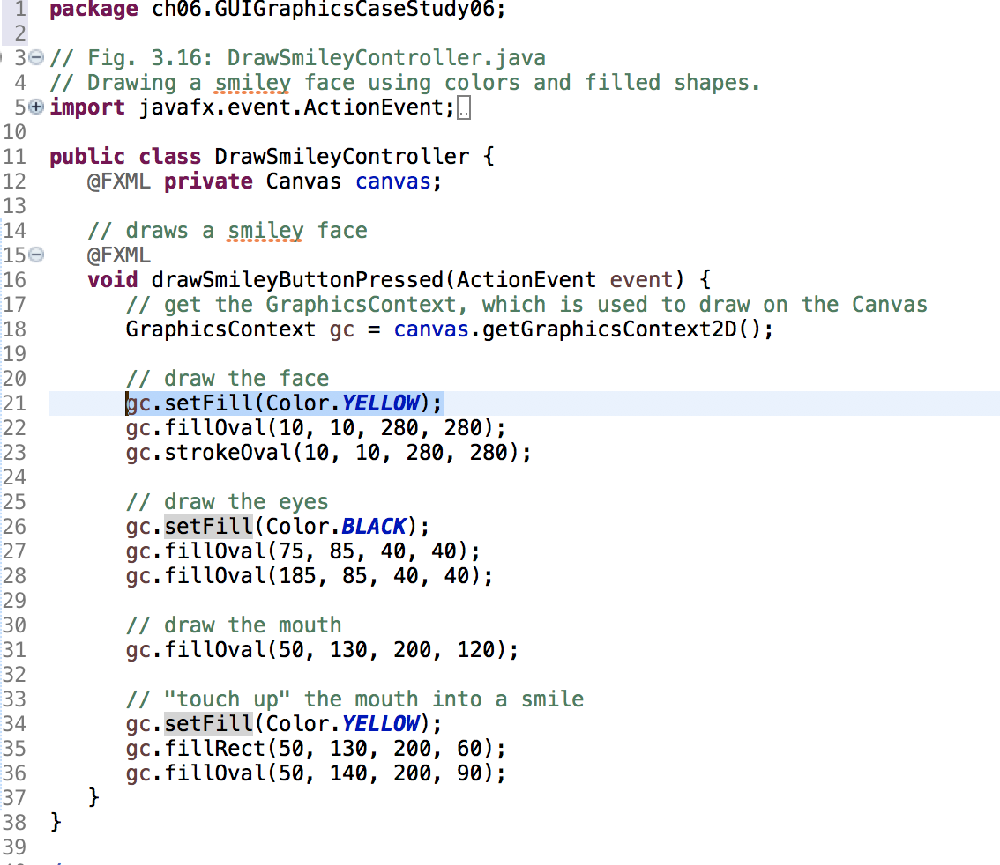 1 package ch06.GUIGraphicsCaseStudy06;
2
3 // Fig. 3.16: DrawSmileyController.java
4 // Drawing a smiley face using colors and filled shapes.
5 import javafx.event.ActionEvent;
10
11 public class DrawSmileyController {
12    @FXML private Canvas canvas;
13
14    // draws a smiley face
15    @FXML
16    void drawSmileyButtonPressed(ActionEvent event) {
17       // get the GraphicsContext, which is used to draw on the Canvas
18       GraphicsContext gc = canvas.getGraphicsContext2D();
19
20       // draw the face
21       gc.setFill(Color.YELLOW);
22       gc.fillOval(10, 10, 280, 280);
23       gc.strokeOval(10, 10, 280, 280);
24
25       // draw the eyes
26       gc.setFill(Color.BLACK);
27       gc.fillOval(75, 85, 40, 40);
28       gc.fillOval(185, 85, 40, 40);
29
30       // draw the mouth
31       gc.fillOval(50, 130, 200, 120);
32
33       // "touch up" the mouth into a smile
34       gc.setFill(Color.YELLOW);
35       gc.fillRect(50, 130, 200, 60);
36       gc.fillOval(50, 140, 200, 90);
37    }
38 }
39